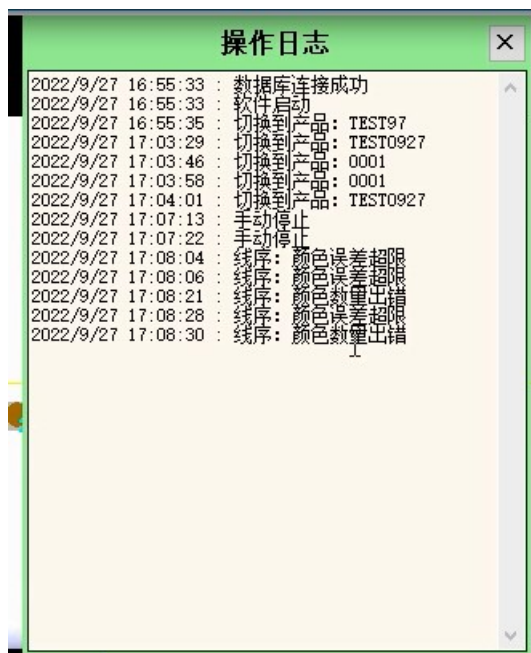 操作日志
2022/9/27 16:55:33 : 数据库连接成功
2022/9/27 16:55:33 : 软件启动
2022/9/27 16:55:35 : 切换到产品: TEST97
2022/9/27 17:03:29 : 切换到产品: TEST0927
2022/9/27 17:03:46 : 切换到产品: 0001
2022/9/27 17:03:58 : 切换到产品: 0001
2022/9/27 17:04:01 : 切换到产品: TEST0927
2022/9/27 17:07:13 : 手动停止
2022/9/27 17:07:22 : 手动停止
2022/9/27 17:08:04 : 线序: 颜色误差超限
2022/9/27 17:08:06 : 线序: 颜色误差超限
2022/9/27 17:08:21 : 线序: 颜色数量出错
2022/9/27 17:08:28 : 线序: 颜色误差超限
2022/9/27 17:08:30 : 线序: 颜色数量出错